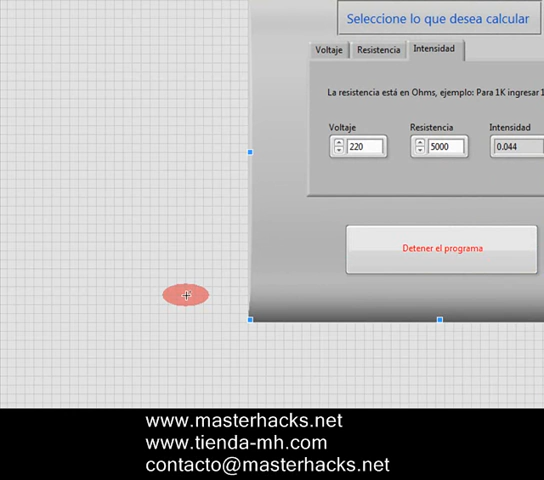 Seleccione lo que desea calcular
Voltaje Resistencia Intensidad
La resistencia está en Ohms, ejemplo: Para 1K ingresar 1
Voltaje Resistencia Intensidad
220 5000 0.044
Detener el programa
www.masterhacks.net
www.tienda-mh.com
contacto@masterhacks.net